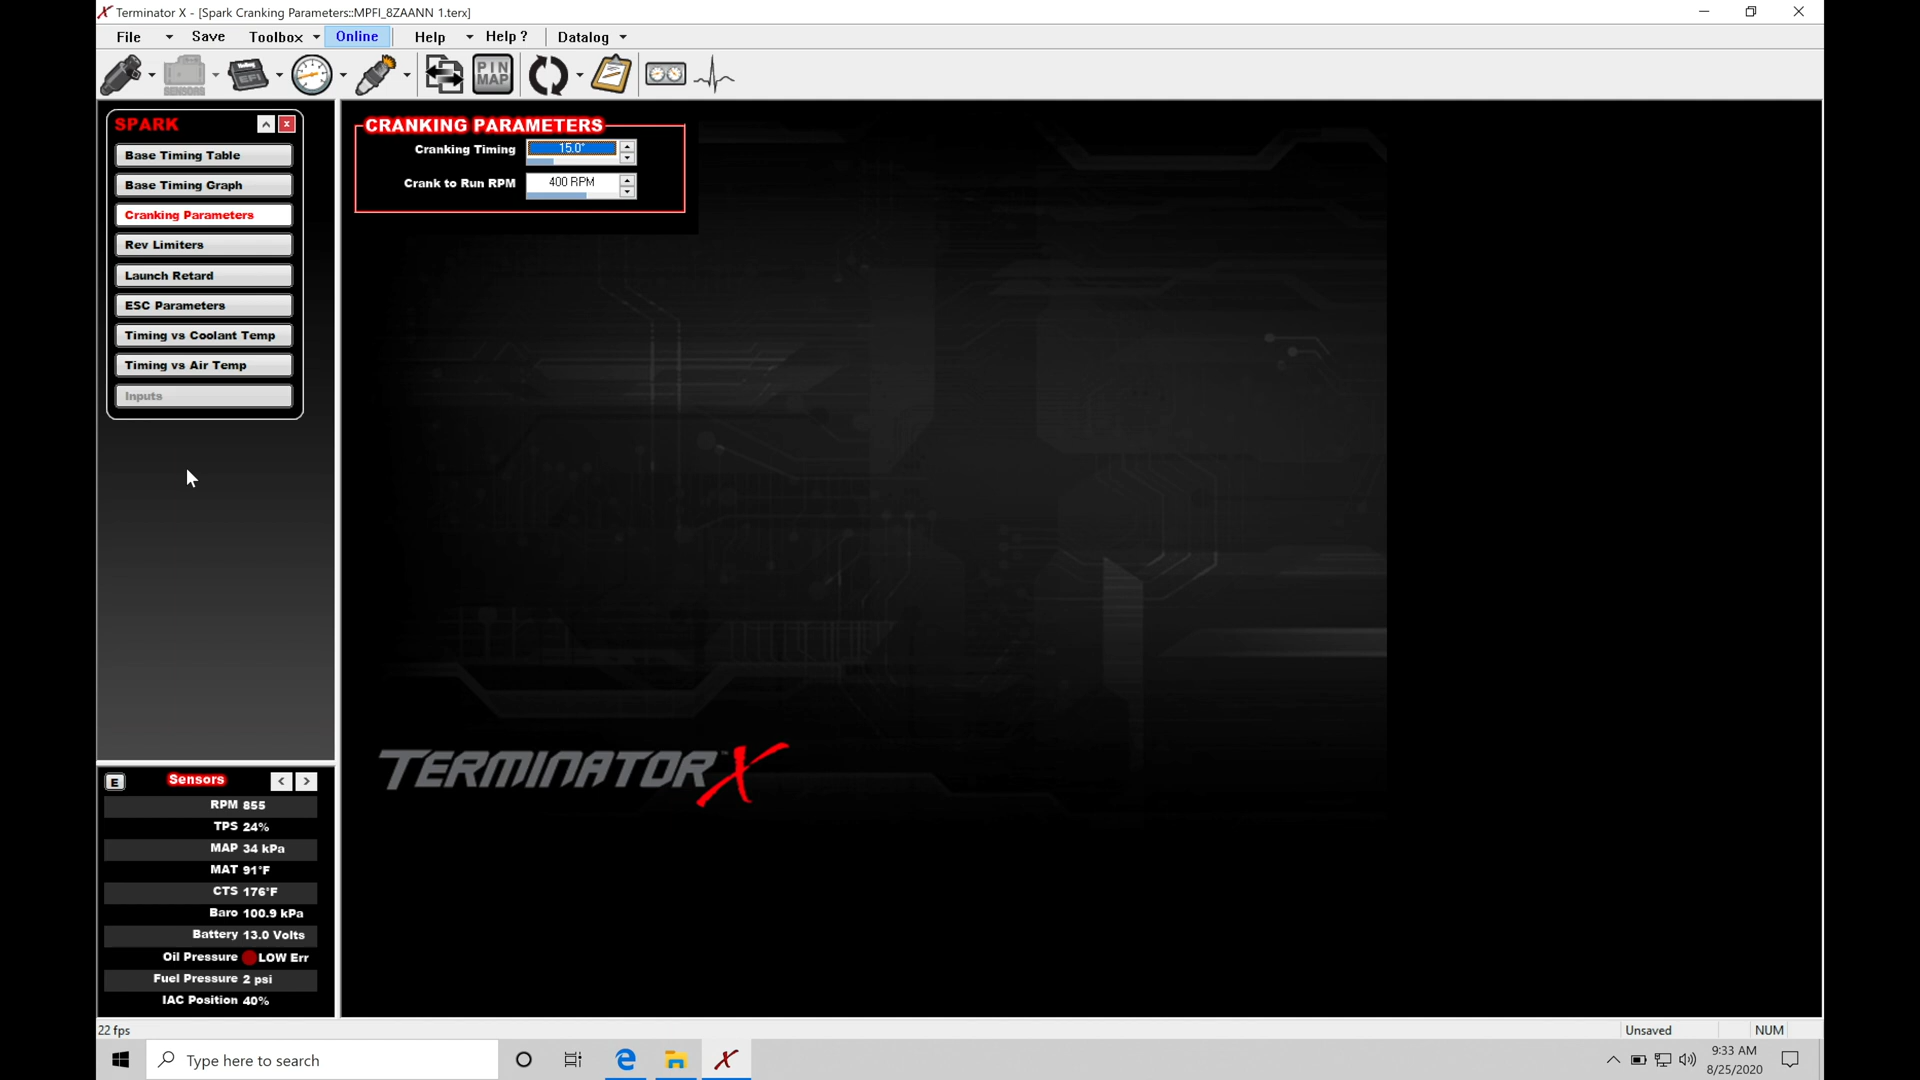 Terminator X - [Spark Cranking Parameters::MPFI_8ZAANN 1.terx]
File Save Toolbox Online Help Help ? Datalog
SENSORS Holley EFI PIN MAP
SPARK
Base Timing Table
Base Timing Graph
Cranking Parameters
Rev Limiters
Launch Retard
ESC Parameters
Timing vs Coolant Temp
Timing vs Air Temp
Inputs
CRANKING PARAMETERS
Cranking Timing 15.0°
Crank to Run RPM 400 RPM
TERMINATOR X™
E Sensors < >
RPM 855
TPS 24%
MAP 34 kPa
MAT 91°F
CTS 176°F
Baro 100.9 kPa
Battery 13.0 Volts
Oil Pressure LOW Err
Fuel Pressure 2 psi
IAC Position 40%
22 fps Unsaved NUM
Type here to search
9:33 AM
8/25/2020